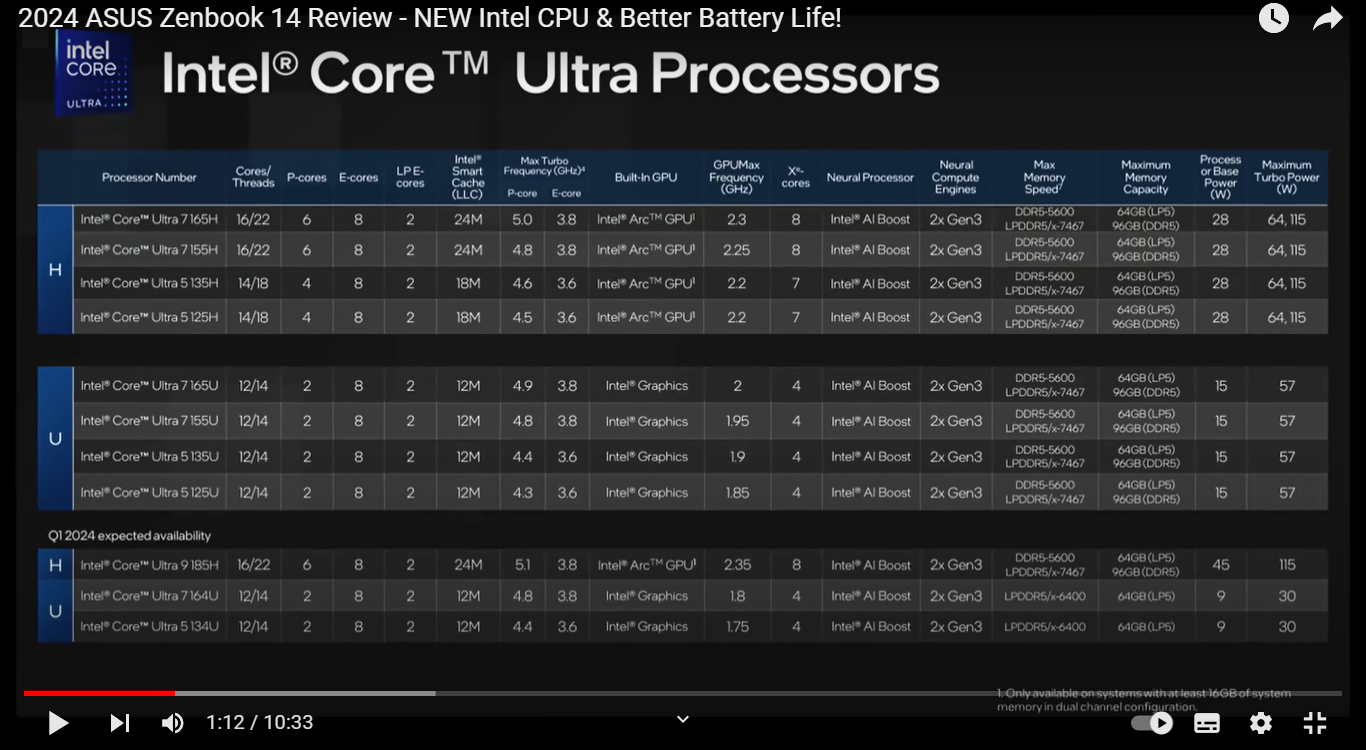 2024 ASUS Zenbook 14 Review - NEW Intel CPU & Better Battery Life!
intel
CORE
ULTRA
Intel® Core™ Ultra Processors
Processor Number Cores/Threads P-cores E-cores LP E-cores Intel® Smart Cache (LLC) Max Turbo Frequency (GHz)⁴ P-core E-core Built-In GPU GPUMax Frequency (GHz) Xᵉ-cores Neural Processor Neural Compute Engines Max Memory Speed⁷ Maximum Memory Capacity Process or Base Power (W) Maximum Turbo Power (W)
H
Intel® Core™ Ultra 7 165H 16/22 6 8 2 24M 5.0 3.8 Intel® Arc™ GPU¹ 2.3 8 Intel® AI Boost 2x Gen3 DDR5-5600 LPDDR5/x-7467 64GB (LP5) 96GB (DDR5) 28 64, 115
Intel® Core™ Ultra 7 155H 16/22 6 8 2 24M 4.8 3.8 Intel® Arc™ GPU¹ 2.25 8 Intel® AI Boost 2x Gen3 DDR5-5600 LPDDR5/x-7467 64GB (LP5) 96GB (DDR5) 28 64, 115
Intel® Core™ Ultra 5 135H 14/18 4 8 2 18M 4.6 3.6 Intel® Arc™ GPU¹ 2.2 7 Intel® AI Boost 2x Gen3 DDR5-5600 LPDDR5/x-7467 64GB (LP5) 96GB (DDR5) 28 64, 115
Intel® Core™ Ultra 5 125H 14/18 4 8 2 18M 4.5 3.6 Intel® Arc™ GPU¹ 2.2 7 Intel® AI Boost 2x Gen3 DDR5-5600 LPDDR5/x-7467 64GB (LP5) 96GB (DDR5) 28 64, 115
U
Intel® Core™ Ultra 7 165U 12/14 2 8 2 12M 4.9 3.8 Intel® Graphics 2 4 Intel® AI Boost 2x Gen3 DDR5-5600 LPDDR5/x-7467 64GB (LP5) 96GB (DDR5) 15 57
Intel® Core™ Ultra 7 155U 12/14 2 8 2 12M 4.8 3.8 Intel® Graphics 1.95 4 Intel® AI Boost 2x Gen3 DDR5-5600 LPDDR5/x-7467 64GB (LP5) 96GB (DDR5) 15 57
Intel® Core™ Ultra 5 135U 12/14 2 8 2 12M 4.4 3.6 Intel® Graphics 1.9 4 Intel® AI Boost 2x Gen3 DDR5-5600 LPDDR5/x-7467 64GB (LP5) 96GB (DDR5) 15 57
Intel® Core™ Ultra 5 125U 12/14 2 8 2 12M 4.3 3.6 Intel® Graphics 1.85 4 Intel® AI Boost 2x Gen3 DDR5-5600 LPDDR5/x-7467 64GB (LP5) 96GB (DDR5) 15 57
Q1 2024 expected availability
H
Intel® Core™ Ultra 9 185H 16/22 6 8 2 24M 5.1 3.8 Intel® Arc™ GPU¹ 2.35 8 Intel® AI Boost 2x Gen3 DDR5-5600 LPDDR5/x-7467 64GB (LP5) 96GB (DDR5) 45 115
U
Intel® Core™ Ultra 7 164U 12/14 2 8 2 12M 4.8 3.8 Intel® Graphics 1.8 4 Intel® AI Boost 2x Gen3 LPDDR5/x-6400 64GB (LP5) 9 30
Intel® Core™ Ultra 5 134U 12/14 2 8 2 12M 4.4 3.6 Intel® Graphics 1.75 4 Intel® AI Boost 2x Gen3 LPDDR5/x-6400 64GB (LP5) 9 30
1. Only available on systems with at least 16GB of system
memory in dual channel configuration.
1:12 / 10:33